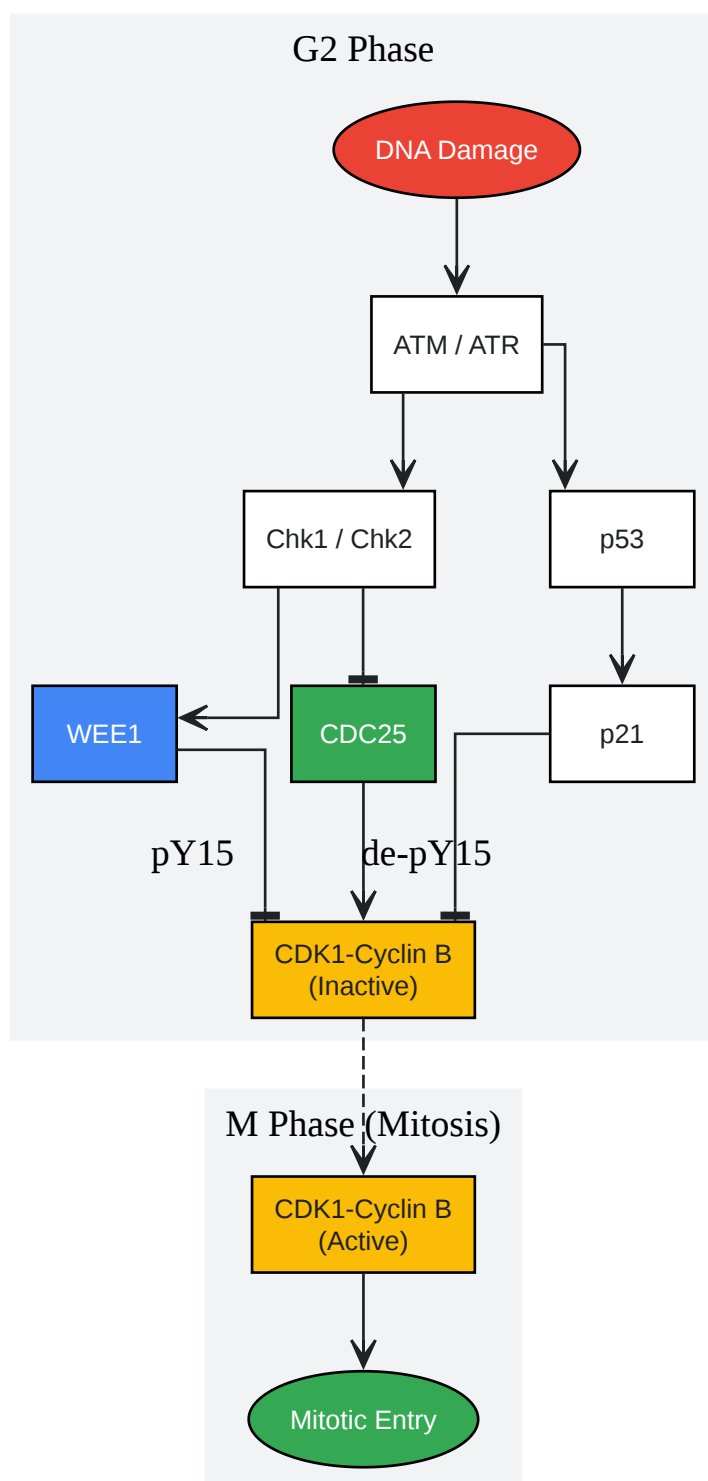 G2 Phase
DNA Damage
ATM / ATR
Chk1 / Chk2
p53
WEE1
CDC25
p21
pY15
de-pY15
CDK1-Cyclin B
(Inactive)
M Phase (Mitosis)
CDK1-Cyclin B
(Active)
Mitotic Entry